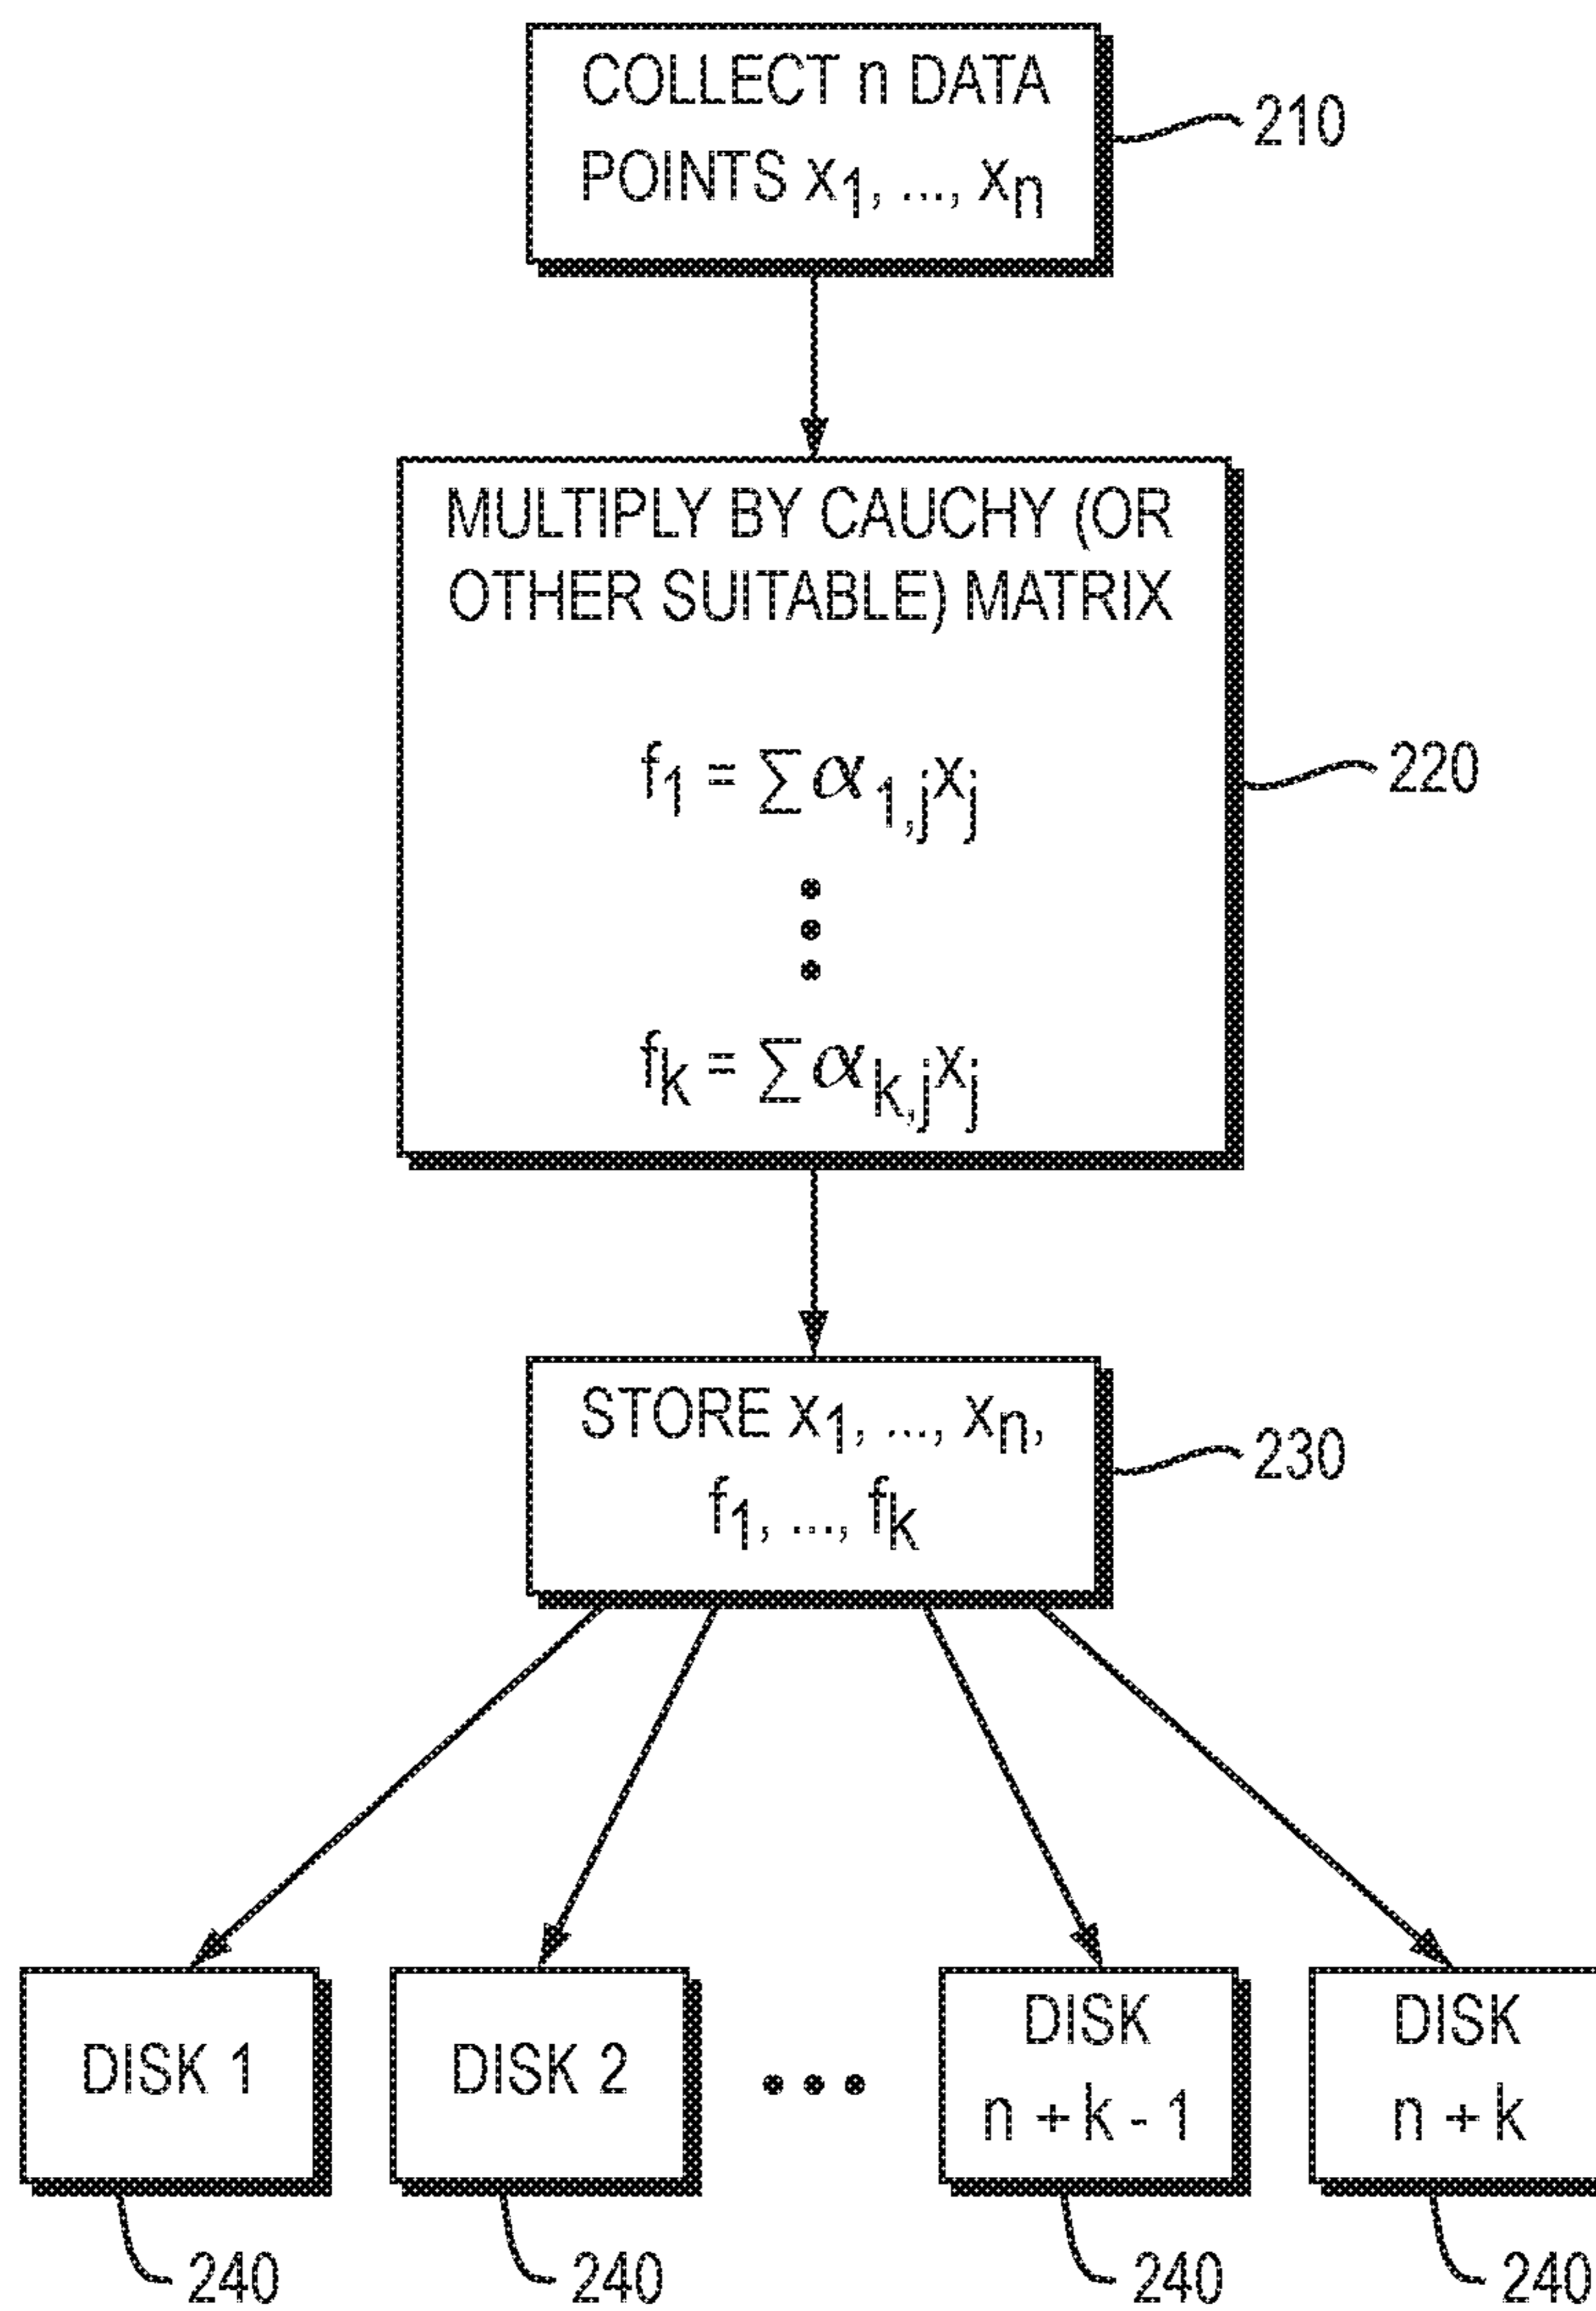 COLLECT n DATA
POINTS x₁, ..., xₙ
210
MULTIPLY BY CAUCHY (OR
OTHER SUITABLE) MATRIX
f₁ = ∑ α₁,ⱼxⱼ
fₖ = ∑ αₖ,ⱼxⱼ
220
STORE x₁, ..., xₙ,
f₁, ..., fₖ
230
DISK 1
DISK 2
DISK
n + k - 1
DISK
n + k
240
240
240
240